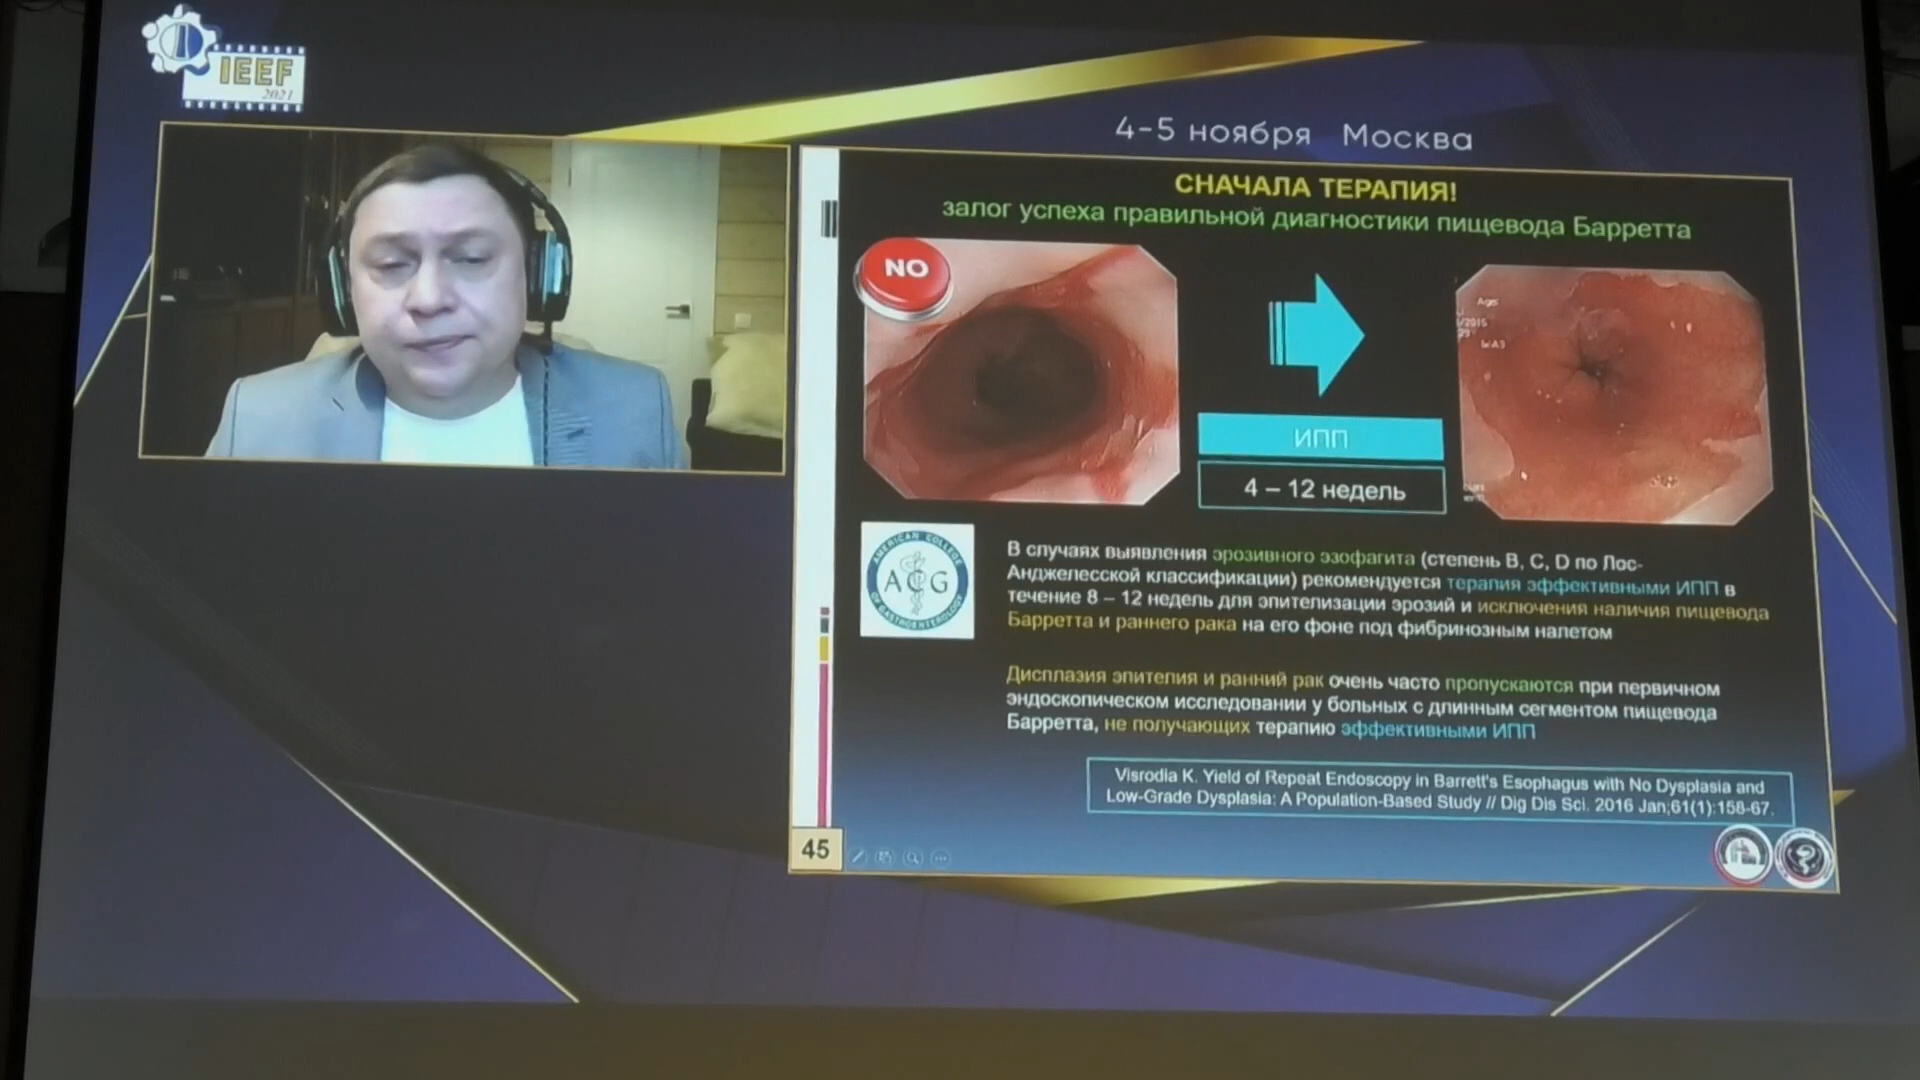 IEEF
2021
4-5 ноября Москва
СНАЧАЛА ТЕРАПИЯ!
залог успеха правильной диагностики пищевода Барретта
NO
ИПП
4 – 12 недель
AMERICAN COLLEGE
ACG
OF GASTROENTEROLOGY
В случаях выявления эрозивного эзофагита (степень B, C, D по Лос-
Анджелесской классификации) рекомендуется терапия эффективными ИПП в
течение 8 – 12 недель для эпителизации эрозий и исключения наличия пищевода
Барретта и раннего рака на его фоне под фибринозным налетом
Дисплазия эпителия и ранний рак очень часто пропускаются при первичном
эндоскопическом исследовании у больных с длинным сегментом пищевода
Барретта, не получающих терапию эффективными ИПП
Visrodia K. Yield of Repeat Endoscopy in Barrett's Esophagus with No Dysplasia and
Low-Grade Dysplasia: A Population-Based Study // Dig Dis Sci. 2016 Jan;61(1):158-67.
45